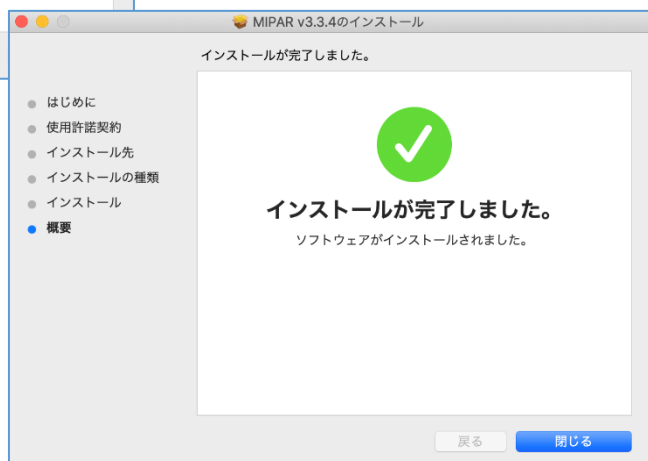 MIPAR v3.3.4のインストール
インストールが完了しました。
はじめに
使用許諾契約
インストール先
インストールの種類
インストール
概要
インストールが完了しました。
ソフトウェアがインストールされました。
戻る
閉じる